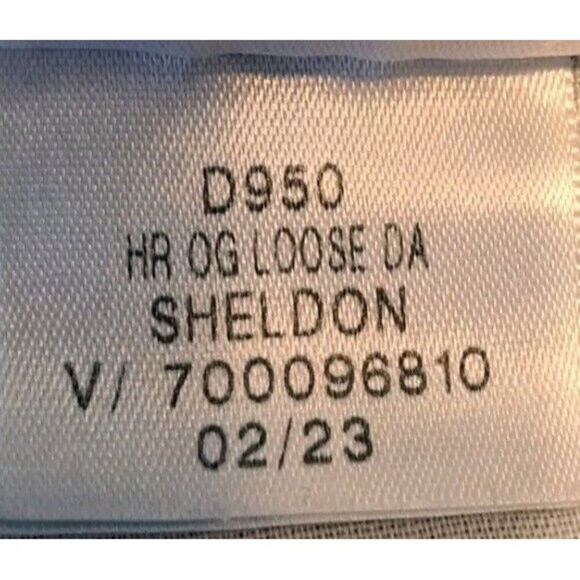 D950
HR OG LOOSE DA
SHELDON
V/ 700096810
02/23